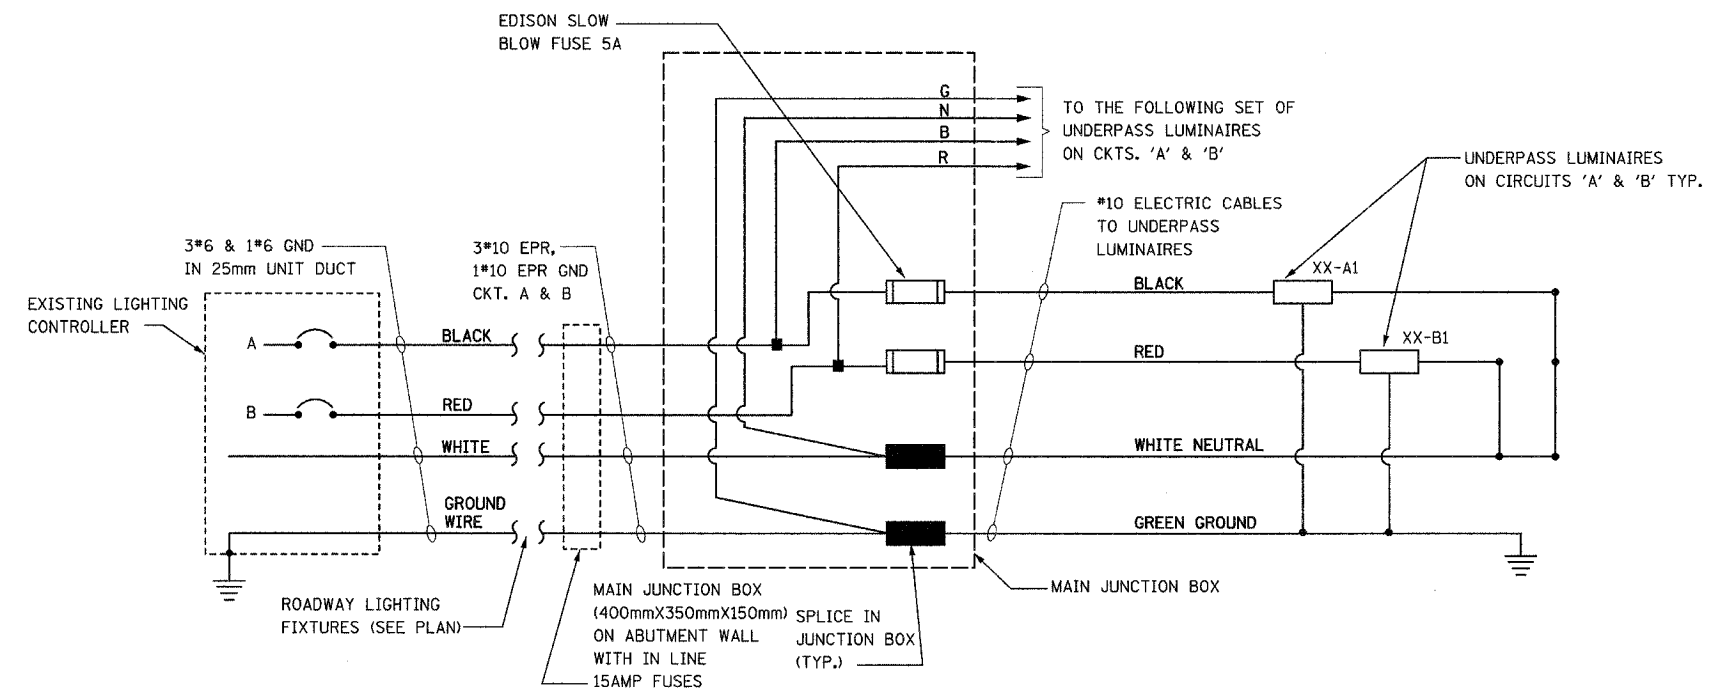 EDISON SLOW
BLOW FUSE 5A
G
N
B
R
TO THE FOLLOWING SET OF
UNDERPASS LUMINAIRES
ON CKTS. 'A' & 'B'
UNDERPASS LUMINAIRES
ON CIRCUITS 'A' & 'B' TYP.
#10 ELECTRIC CABLES
TO UNDERPASS
LUMINAIRES
3#6 & 1#6 GND
IN 25mm UNIT DUCT
3#10 EPR,
1#10 EPR GND
CKT. A & B
EXISTING LIGHTING
CONTROLLER
A
BLACK
BLACK
XX-A1
RED
XX-B1
B
RED
WHITE
WHITE NEUTRAL
GROUND
WIRE
GREEN GROUND
ROADWAY LIGHTING
FIXTURES (SEE PLAN)
MAIN JUNCTION BOX
(400mmX350mmX150mm)
ON ABUTMENT WALL
WITH IN LINE
15AMP FUSES
SPLICE IN
JUNCTION BOX
(TYP.)
MAIN JUNCTION BOX